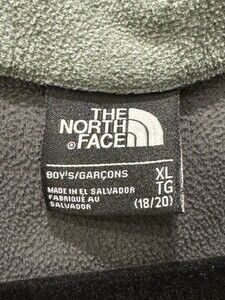 THE
NORTH
FACE
BOY'S/GARÇONS
XL
MADE IN EL SALVADOR
TG
FABRIQUÉ AU
SALVADOR
(18/20)